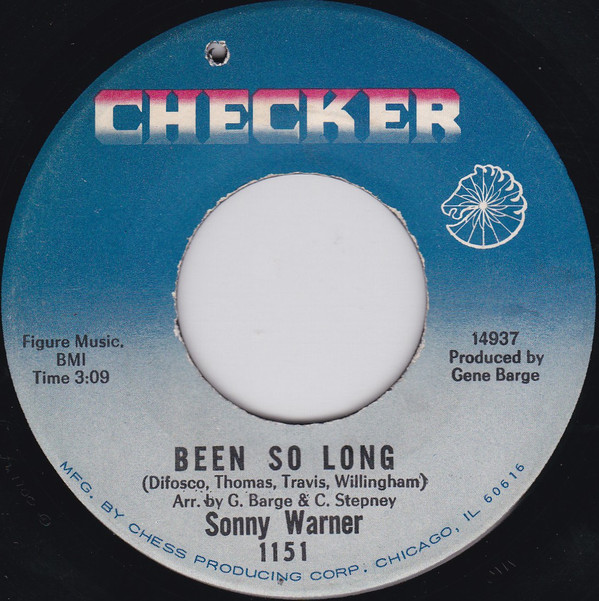 CHECKER
Figure Music,
BMI
Time 3:09
14937
Produced by
Gene Barge
BEEN SO LONG
(Difosco, Thomas, Travis, Willingham)
Arr. by G. Barge & C. Stepney
Sonny Warner
1151
MFG. BY CHESS PRODUCING CORP., CHICAGO, IL 60616